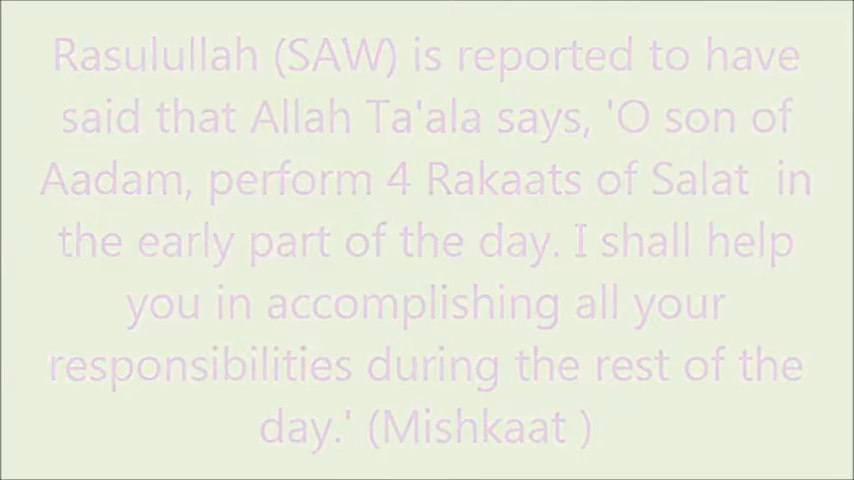 Rasulullah (SAW) is reported to have
said that Allah Ta'ala says, 'O son of
Aadam, perform 4 Rakaats of Salat  in
the early part of the day. I shall help
you in accomplishing all your
responsibilities during the rest of the
day.' (Mishkaat )